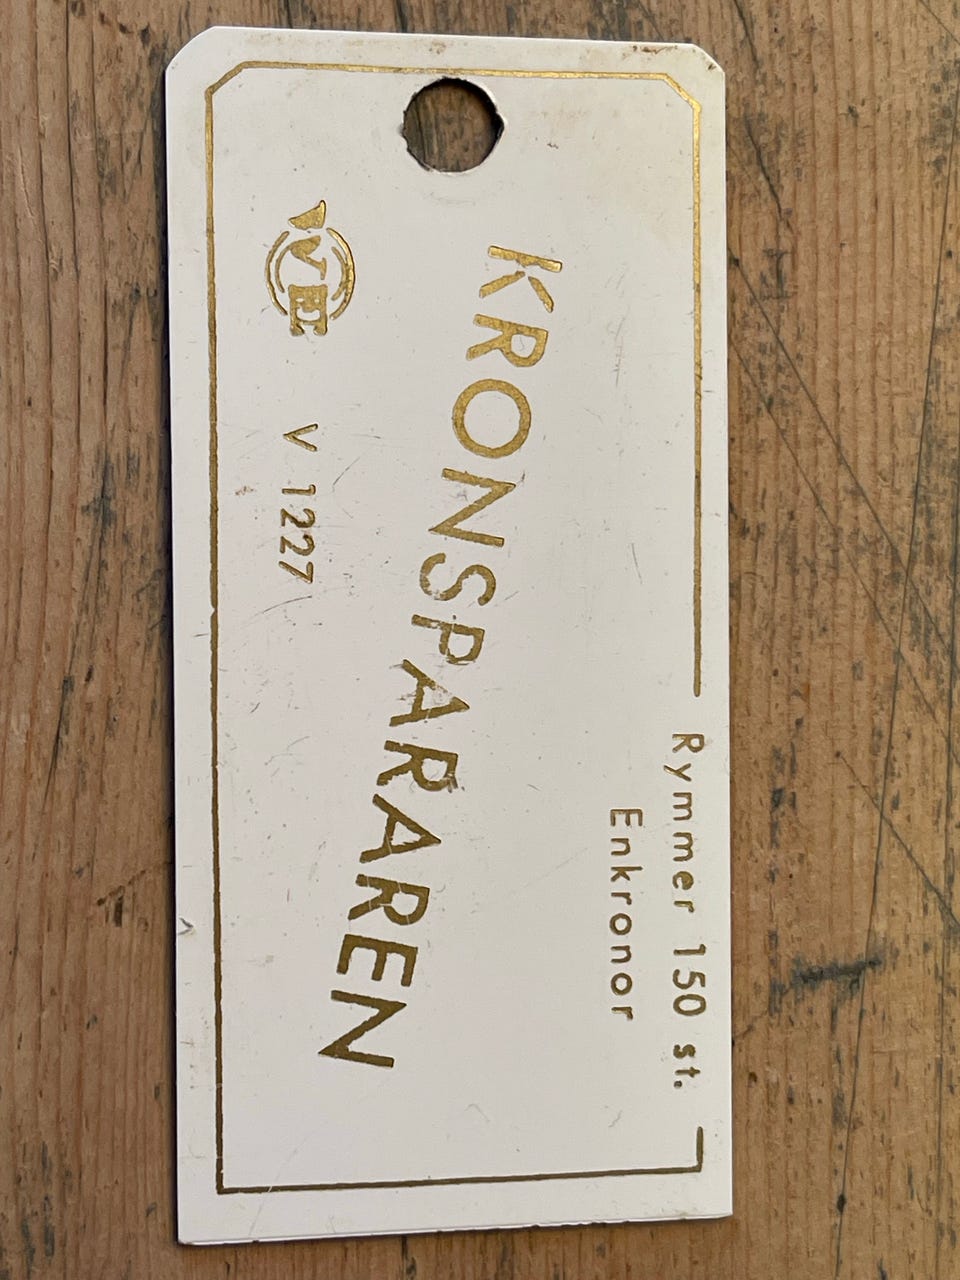 Rymmer 150 st.
Enkronor
KRONSPARAREN
V 1227